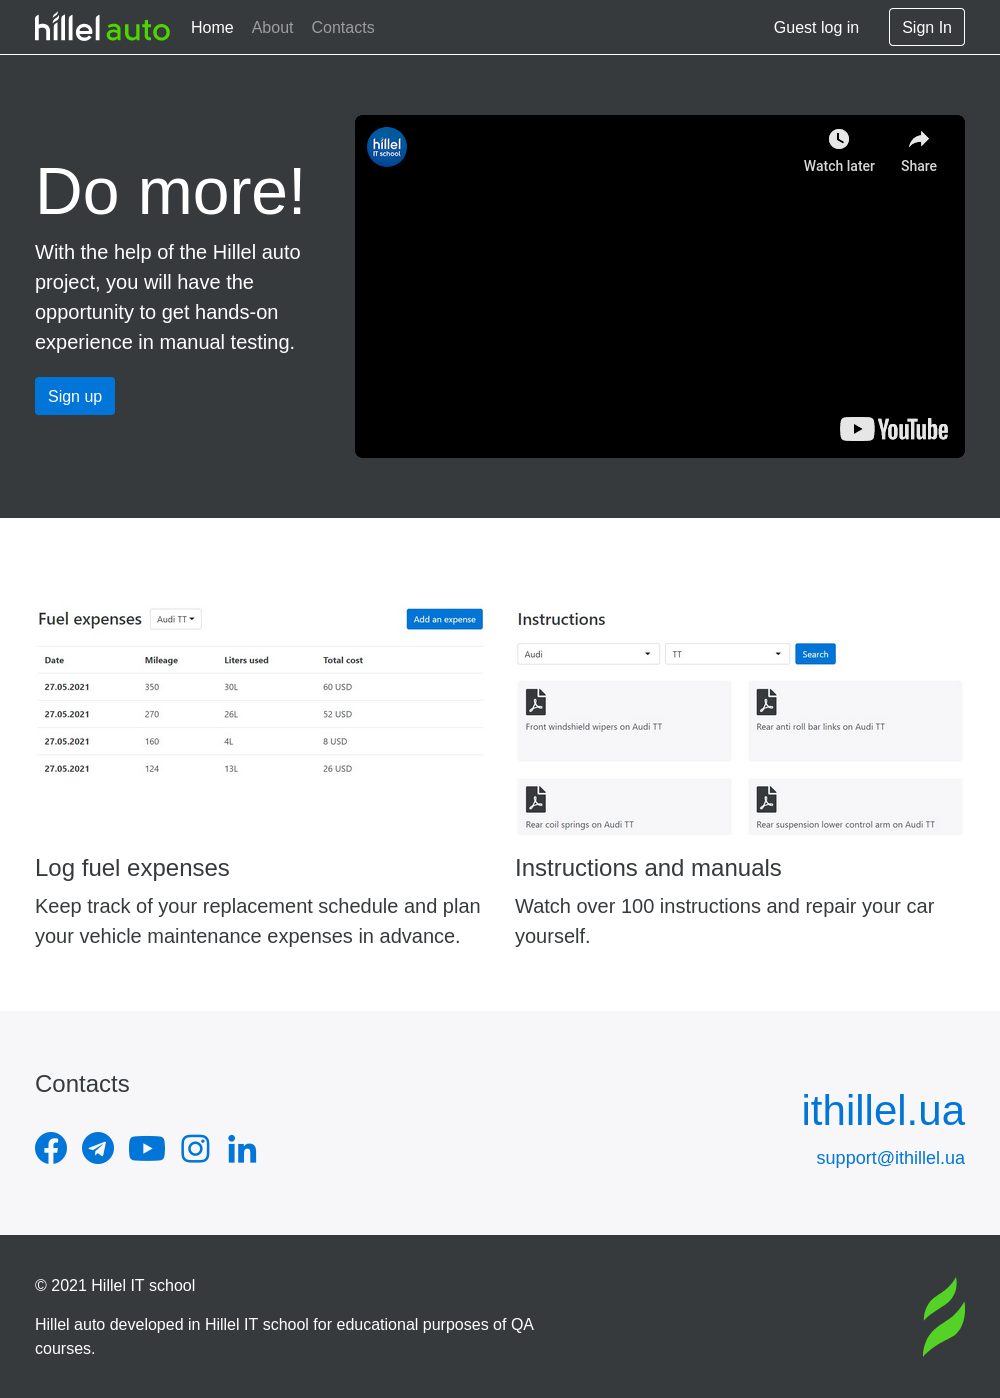 hillel auto Home About Contacts Guest log in Sign In
hillel
IT school
Watch later Share
Do more!
With the help of the Hillel auto
project, you will have the
opportunity to get hands-on
experience in manual testing.
Sign up
YouTube
Fuel expenses Audi TT Add an expense
Date Mileage Liters used Total cost
27.05.2021 350 30L 60 USD
27.05.2021 270 26L 52 USD
27.05.2021 160 4L 8 USD
27.05.2021 124 13L 26 USD
Instructions
Audi TT Search
Front windshield wipers on Audi TT Rear anti roll bar links on Audi TT
Rear coil springs on Audi TT Rear suspension lower control arm on Audi TT
Log fuel expenses
Keep track of your replacement schedule and plan
your vehicle maintenance expenses in advance.
Instructions and manuals
Watch over 100 instructions and repair your car
yourself.
Contacts
ithillel.ua
support@ithillel.ua
© 2021 Hillel IT school
Hillel auto developed in Hillel IT school for educational purposes of QA
courses.